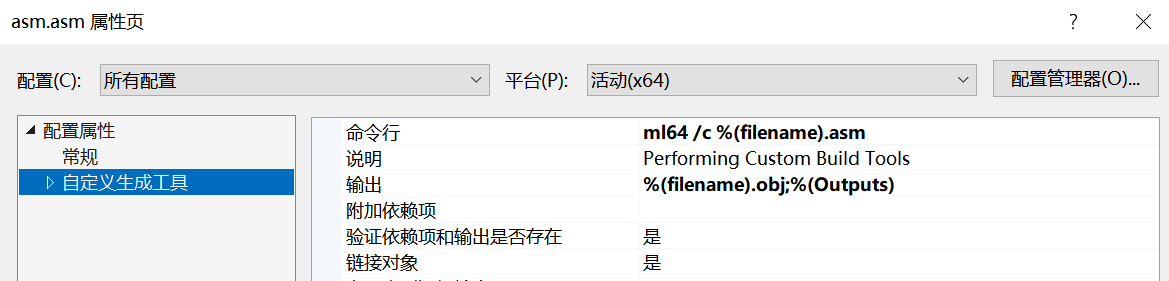 asm.asm 属性页
配置(C): 所有配置 平台(P): 活动(x64) 配置管理器(O)...
配置属性
常规
自定义生成工具
命令行 ml64 /c %(filename).asm
说明 Performing Custom Build Tools
输出 %(filename).obj;%(Outputs)
附加依赖项
验证依赖项和输出是否存在 是
链接对象 是